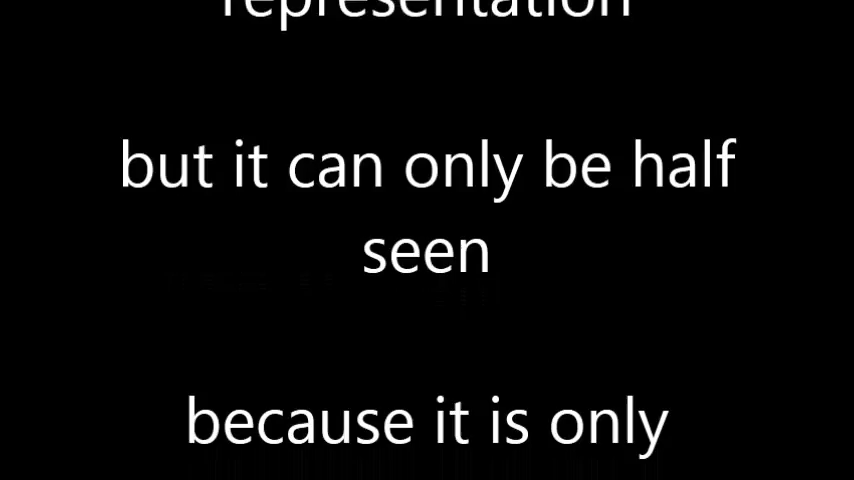 representation
but it can only be half
seen
because it is only